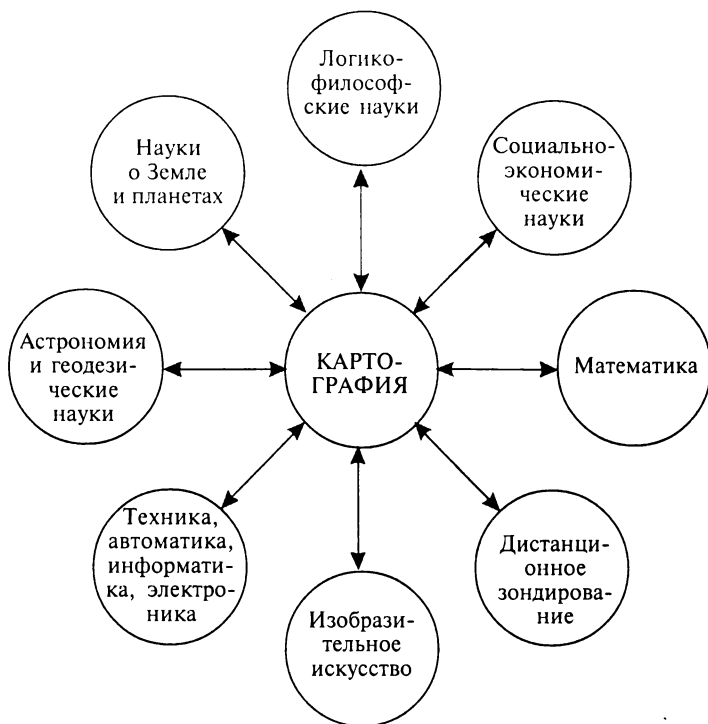 Логико-
философ-
ские науки
Науки
о Земле
и планетах
Социально-
экономи-
ческие
науки
Астрономия
и геодези-
ческие
науки
КАРТО-
ГРАФИЯ
Математика
Техника,
автоматика,
информати-
ка, электро-
ника
Дистанци-
онное
зондирова-
ние
Изобрази-
тельное
искусство